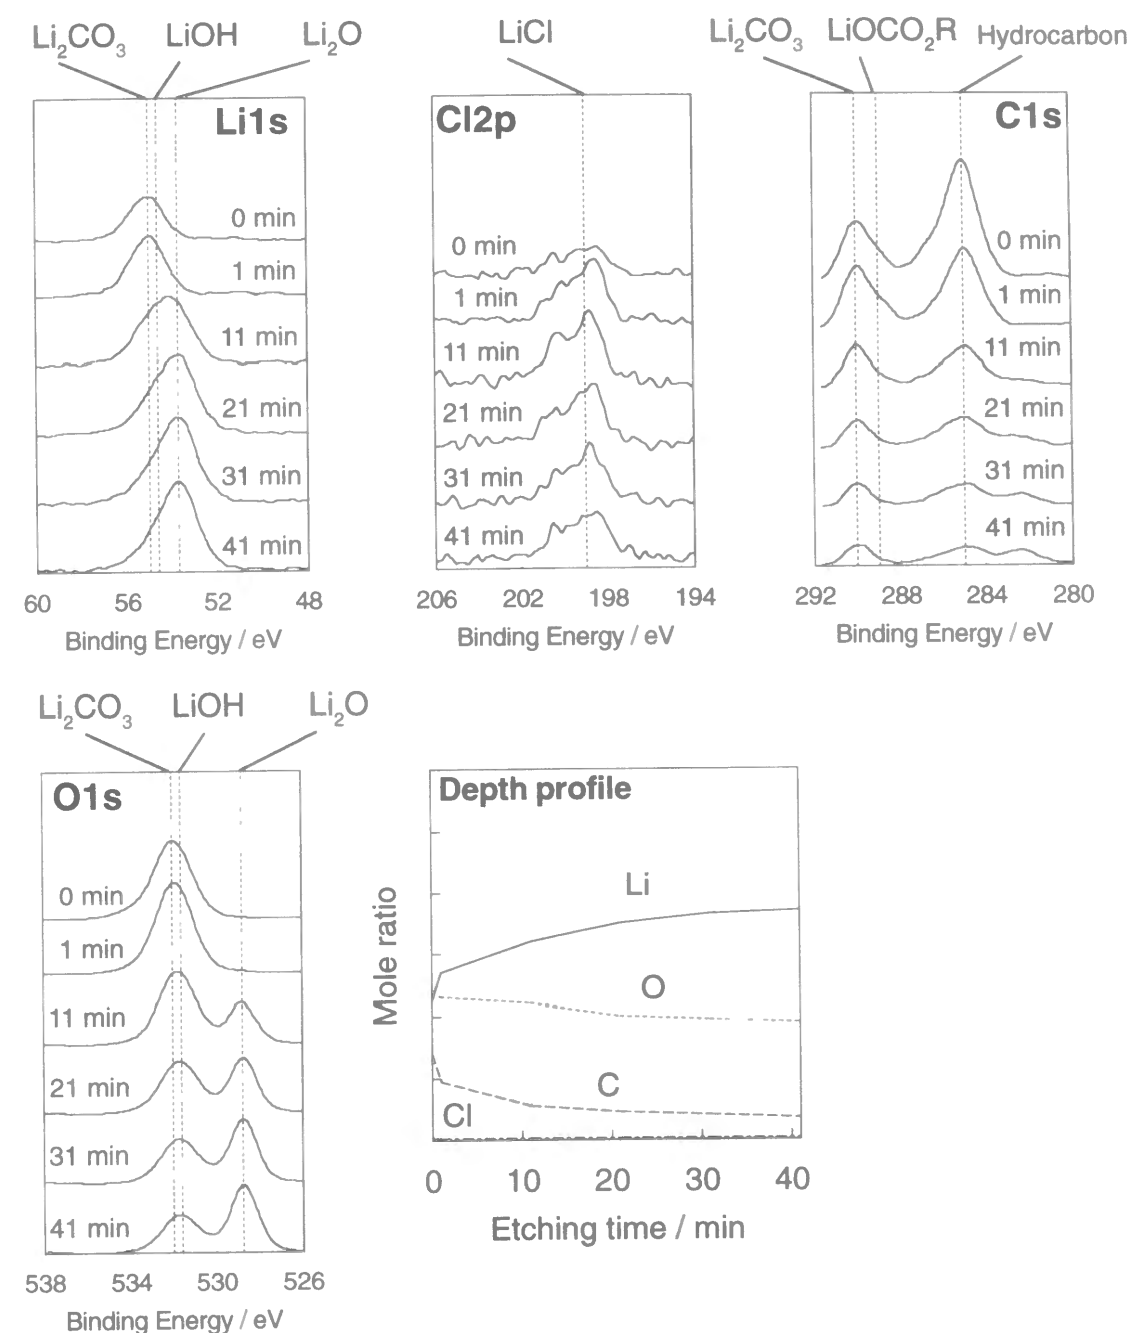 Li2CO3 LiOH Li2O
Li1s
0 min
1 min
11 min
21 min
31 min
41 min
60 56 52 48
Binding Energy / eV
LiCl
Cl2p
0 min
1 min
11 min
21 min
31 min
41 min
206 202 198 194
Binding Energy / eV
Li2CO3 LiOCO2R Hydrocarbon
C1s
0 min
1 min
11 min
21 min
31 min
41 min
292 288 284 280
Binding Energy / eV
Li2CO3 LiOH Li2O
O1s
0 min
1 min
11 min
21 min
31 min
41 min
538 534 530 526
Binding Energy / eV
Depth profile
Mole ratio
Li
O
C
Cl
0 10 20 30 40
Etching time / min